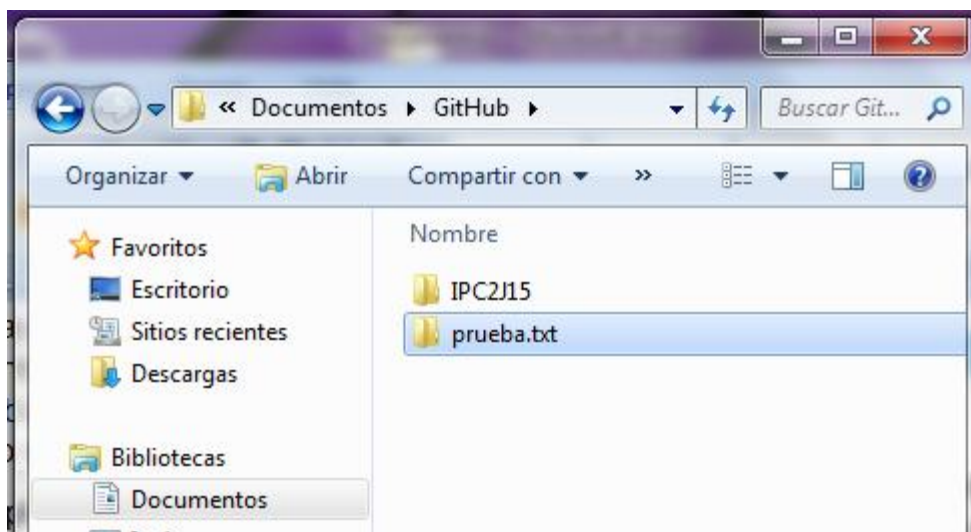 « Documentos ▸ GitHub ▸ Buscar Git...
Organizar Abrir Compartir con »
Favoritos
Escritorio
Sitios recientes
Descargas
Bibliotecas
Documentos
Nombre
IPC2J15
prueba.txt